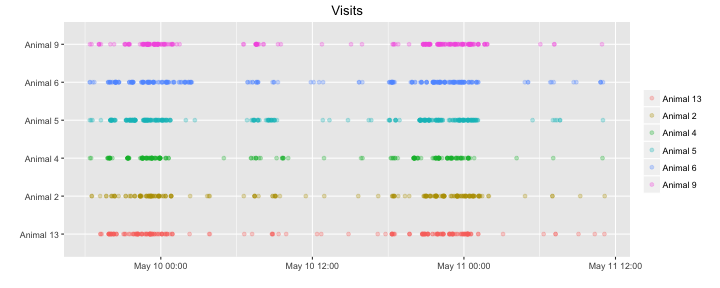 Visits
Animal 9
Animal 6
Animal 5
Animal 4
Animal 2
Animal 13
May 10 00:00
May 10 12:00
May 11 00:00
May 11 12:00
Animal 13
Animal 2
Animal 4
Animal 5
Animal 6
Animal 9